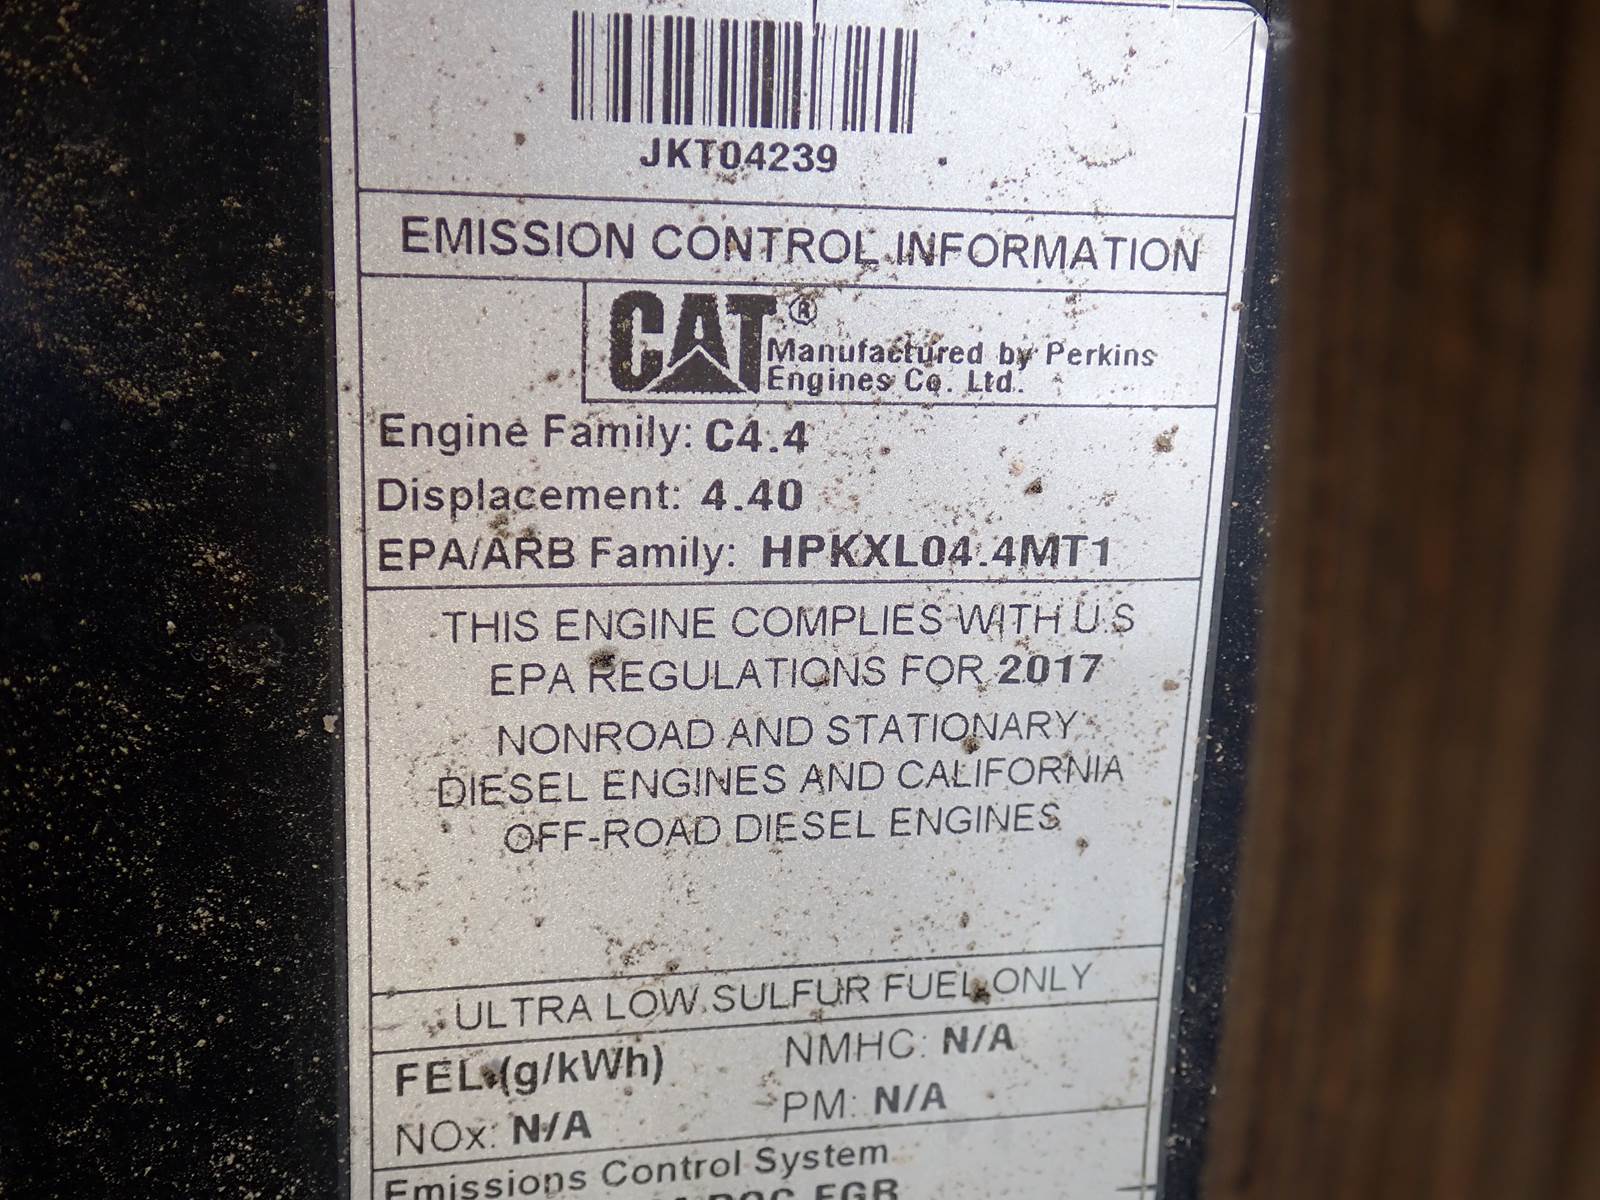 JKT04239
EMISSION CONTROL INFORMATION
CAT®
Manufactured by Perkins
Engines Co. Ltd.
Engine Family: C4.4
Displacement: 4.40
EPA/ARB Family: HPKXL04.4MT1
THIS ENGINE COMPLIES WITH U.S
EPA REGULATIONS FOR 2017
NONROAD AND STATIONARY
DIESEL ENGINES AND CALIFORNIA
OFF-ROAD DIESEL ENGINES
ULTRA LOW SULFUR FUEL ONLY
FEL (g/kWh)
NMHC: N/A
NOx: N/A
PM: N/A
Emissions Control System
DOC EGR